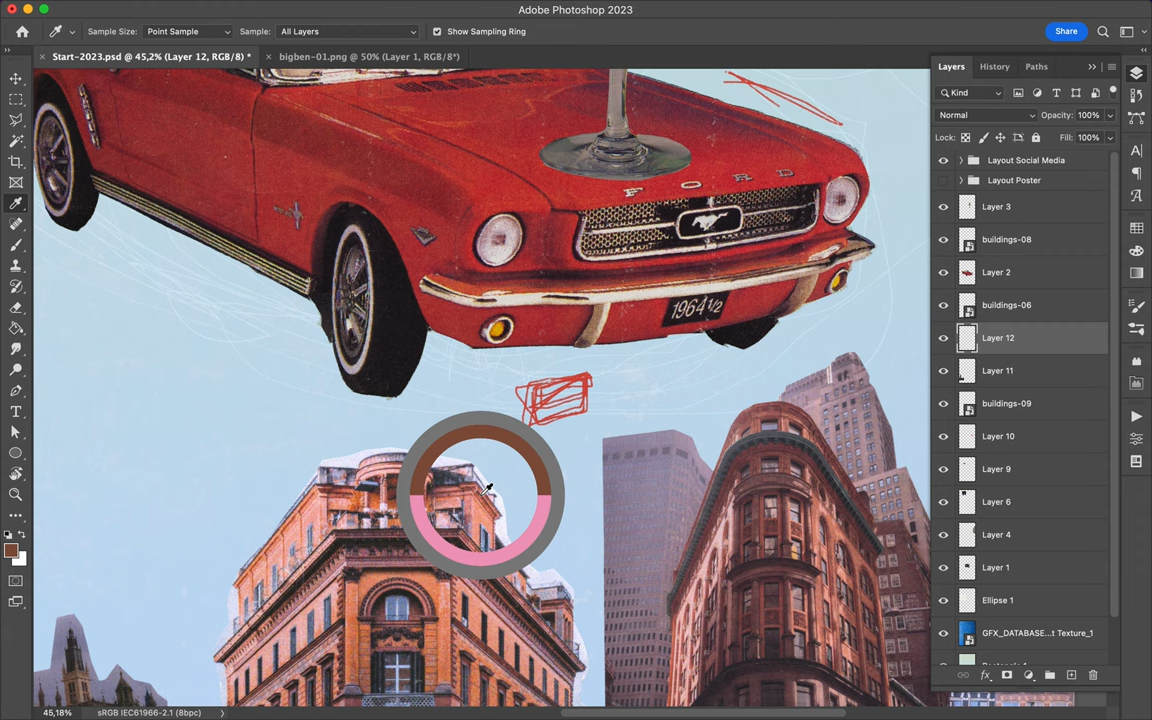 Adobe Photoshop 2023
Sample Size: Point Sample Sample: All Layers Show Sampling Ring Share
Start-2023.psd @ 45,2% (Layer 12, RGB/8) * bigben-01.png @ 50% (Layer 1, RGB/8*)
Layers History Paths
Kind
Normal Opacity: 100%
Lock: Fill: 100%
Layout Social Media
Layout Poster
Layer 3
buildings-08
Layer 2
buildings-06
Layer 12
Layer 11
buildings-09
Layer 10
Layer 9
Layer 6
Layer 4
Layer 1
Ellipse 1
GFX_DATABASE...t Texture_1
FORD
1964 1/2
45,18% sRGB IEC61966-2.1 (8bpc)